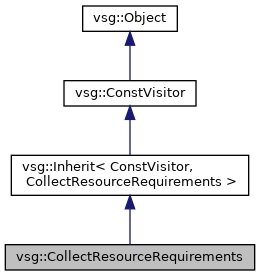 vsg::Object
vsg::ConstVisitor
vsg::Inherit< ConstVisitor,
CollectResourceRequirements >
vsg::CollectResourceRequirements